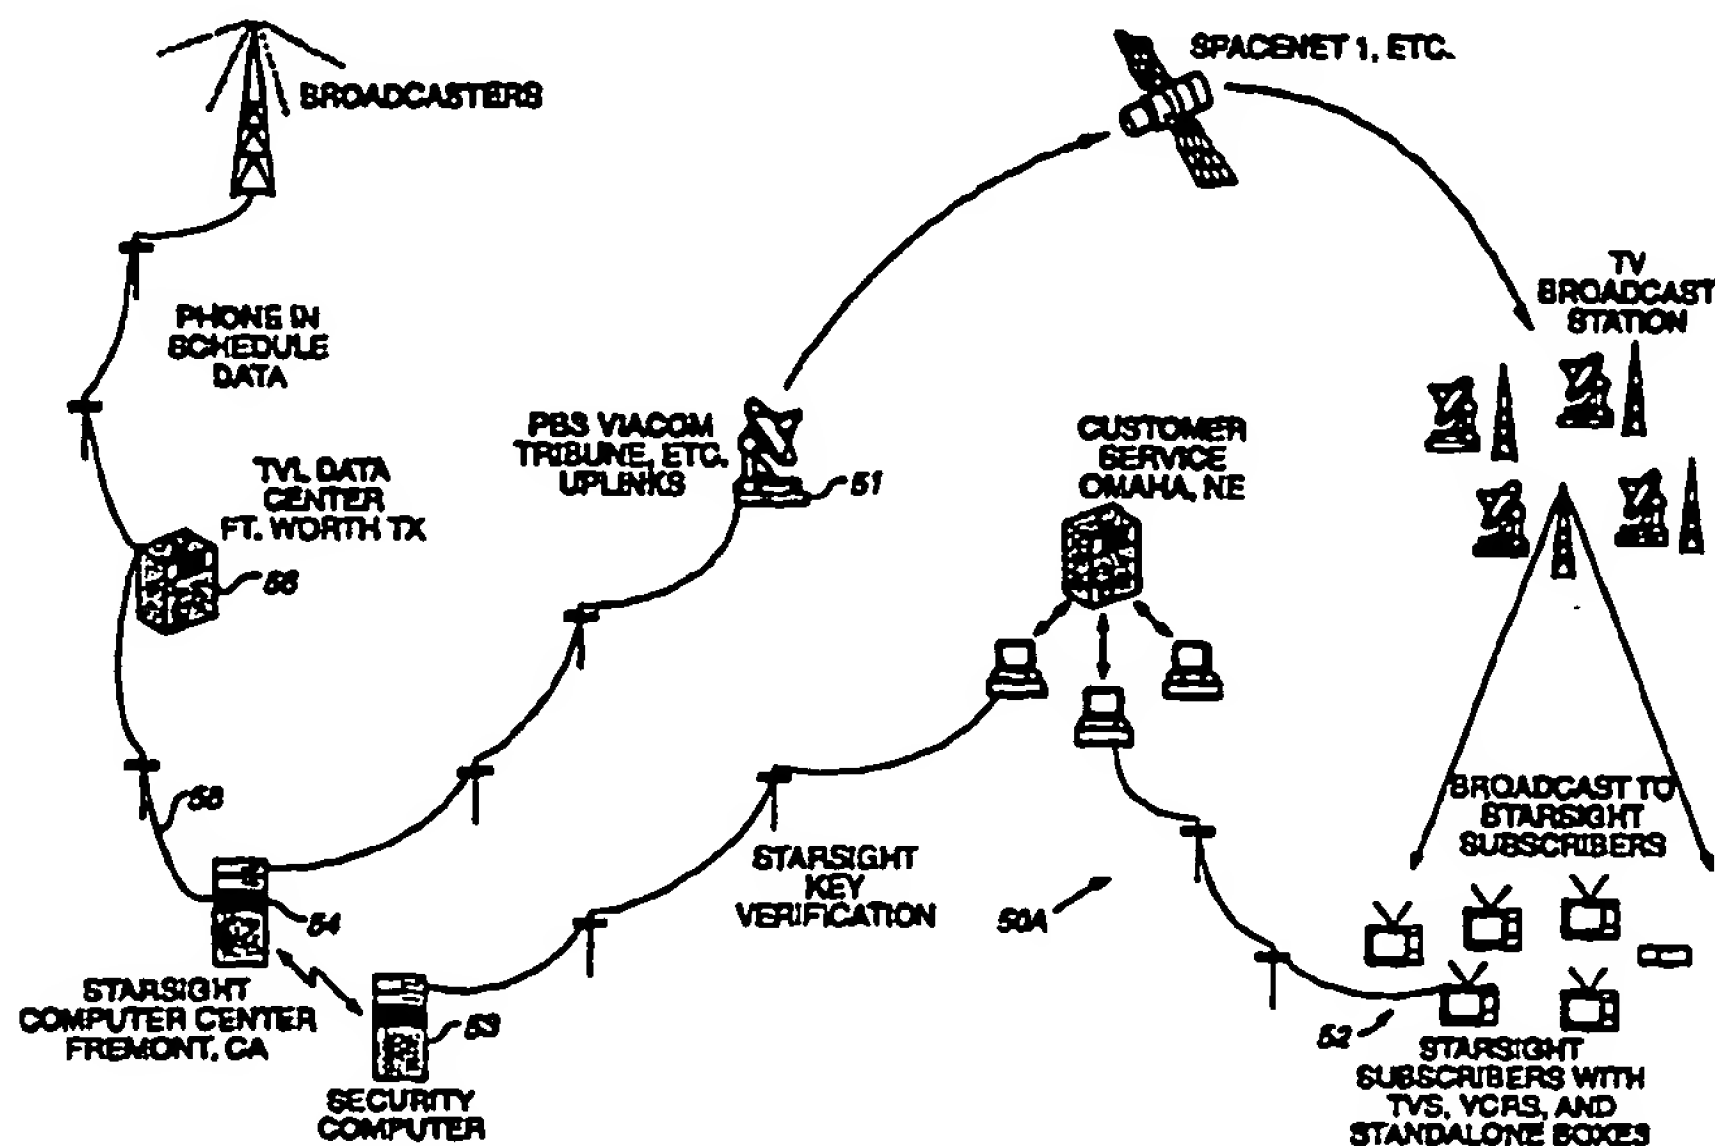 BROADCASTERS
SPACENET 1, ETC.
PHONE IN
SCHEDULE
DATA
TV
BROADCAST
STATION
PBS VIACOM
TRIBUNE, ETC.
UPLINKS
51
CUSTOMER
SERVICE
OMAHA, NE
TVL DATA
CENTER
FT. WORTH TX
56
58
54
STARSIGHT
KEY
VERIFICATION
50A
BROADCAST TO
STARSIGHT
SUBSCRIBERS
STARSIGHT
COMPUTER CENTER
FREMONT, CA
53
SECURITY
COMPUTER
52
STARSIGHT
SUBSCRIBERS WITH
TVS, VCRS, AND
STANDALONE BOXES